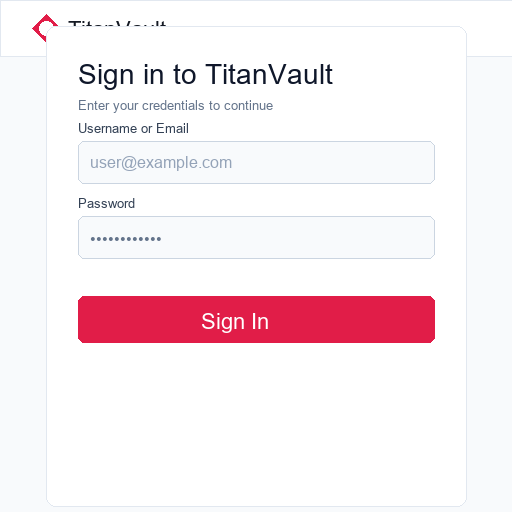 TitanVault
Sign in to TitanVault
Enter your credentials to continue
Username or Email
user@example.com
Password
••••••••••••
Sign In